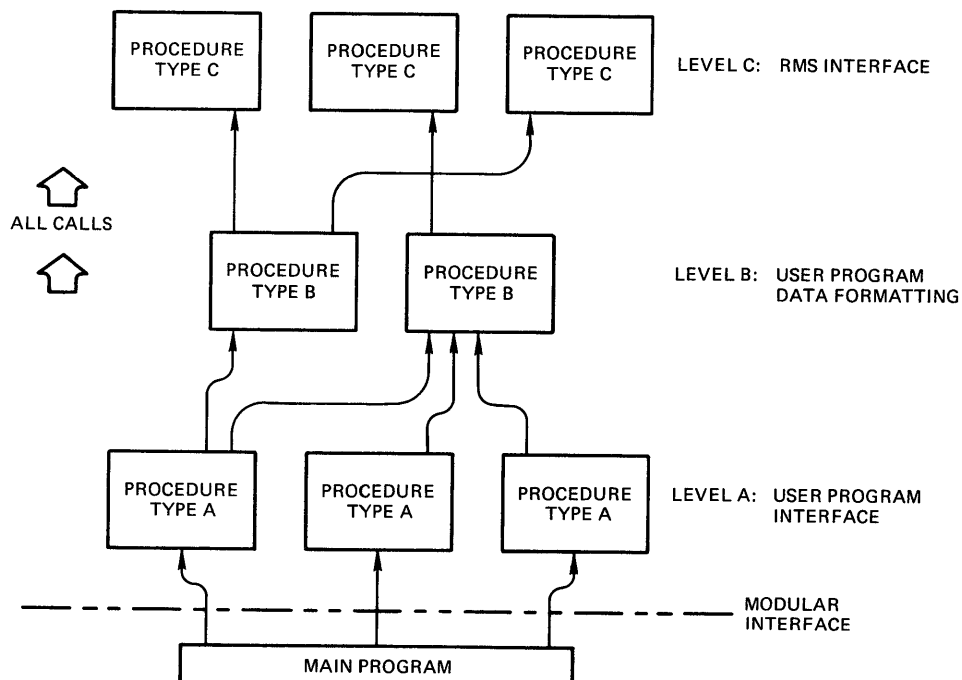 PROCEDURE
TYPE C
PROCEDURE
TYPE C
PROCEDURE
TYPE C
LEVEL C: RMS INTERFACE
ALL CALLS
PROCEDURE
TYPE B
PROCEDURE
TYPE B
LEVEL B: USER PROGRAM
DATA FORMATTING
PROCEDURE
TYPE A
PROCEDURE
TYPE A
PROCEDURE
TYPE A
LEVEL A: USER PROGRAM
INTERFACE
MODULAR
INTERFACE
MAIN PROGRAM